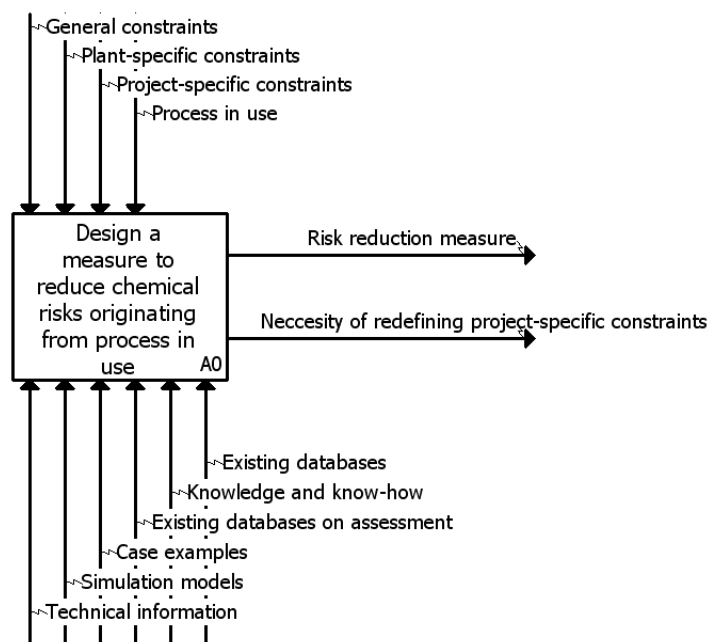 General constraints
Plant-specific constraints
Project-specific constraints
Process in use
Design a
measure to
reduce chemical
risks originating
from process in
use
A0
Risk reduction measure
Neccesity of redefining project-specific constraints
Existing databases
Knowledge and know-how
Existing databases on assessment
Case examples
Simulation models
Technical information